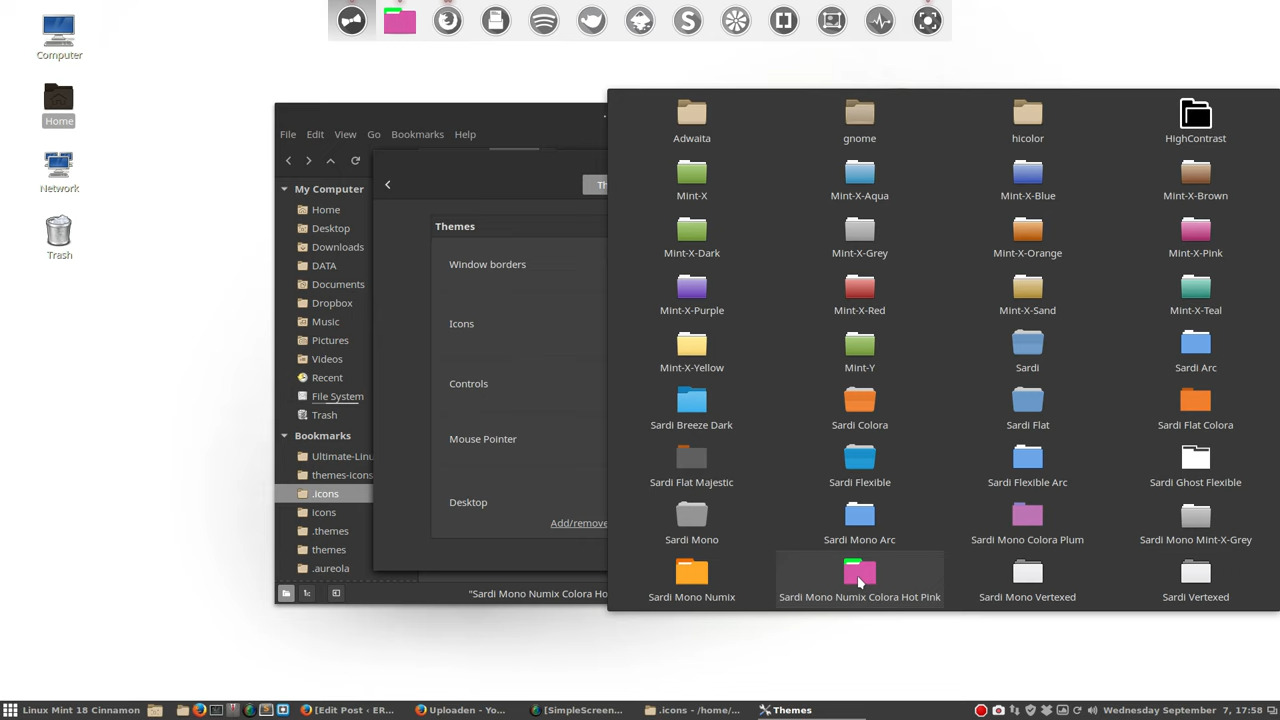 Computer
Home
Network
Trash
File Edit View Go Bookmarks Help
My Computer
Home
Desktop
Downloads
DATA
Documents
Dropbox
Music
Pictures
Videos
Recent
File System
Trash
Bookmarks
Ultimate-Linu
themes-icons
.icons
icons
.themes
themes
.aureola
"Sardi Mono Numix Colora Ho
Th
Themes
Window borders
Icons
Controls
Mouse Pointer
Desktop
Add/remove
Adwaita gnome hicolor HighContrast
Mint-X Mint-X-Aqua Mint-X-Blue Mint-X-Brown
Mint-X-Dark Mint-X-Grey Mint-X-Orange Mint-X-Pink
Mint-X-Purple Mint-X-Red Mint-X-Sand Mint-X-Teal
Mint-X-Yellow Mint-Y Sardi Sardi Arc
Sardi Breeze Dark Sardi Colora Sardi Flat Sardi Flat Colora
Sardi Flat Majestic Sardi Flexible Sardi Flexible Arc Sardi Ghost Flexible
Sardi Mono Sardi Mono Arc Sardi Mono Colora Plum Sardi Mono Mint-X-Grey
Sardi Mono Numix Sardi Mono Numix Colora Hot Pink Sardi Mono Vertexed Sardi Vertexed
Linux Mint 18 Cinnamon [Edit Post ‹ ER... Uploaden - Yo... [SimpleScreen... .icons - /home/... Themes Wednesday September 7, 17:58